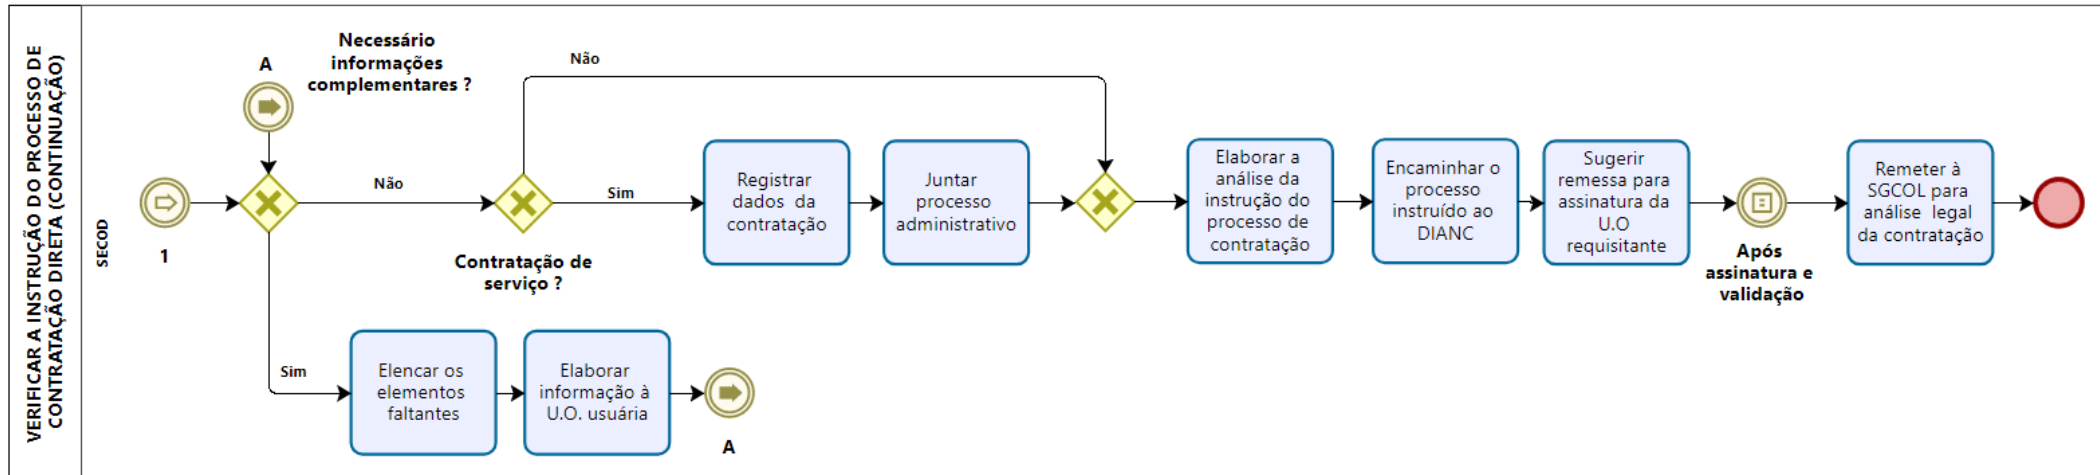 VERIFICAR A INSTRUÇÃO DO PROCESSO DE
CONTRATAÇÃO DIRETA (CONTINUAÇÃO)
SECOD
A
Necessário
informações
complementares ?
1
Não
Contratação de
serviço ?
Não
Sim
Registrar
dados da
contratação
Juntar
processo
administrativo
Elaborar a
análise da
instrução do
processo de
contratação
Encaminhar o
processo
instruído ao
DIANC
Sugerir
remessa para
assinatura da
U.O
requisitante
Após
assinatura e
validação
Remeter à
SGCOL para
análise legal
da contratação
Sim
Elencar os
elementos
faltantes
Elaborar
informação à
U.O. usuária
A